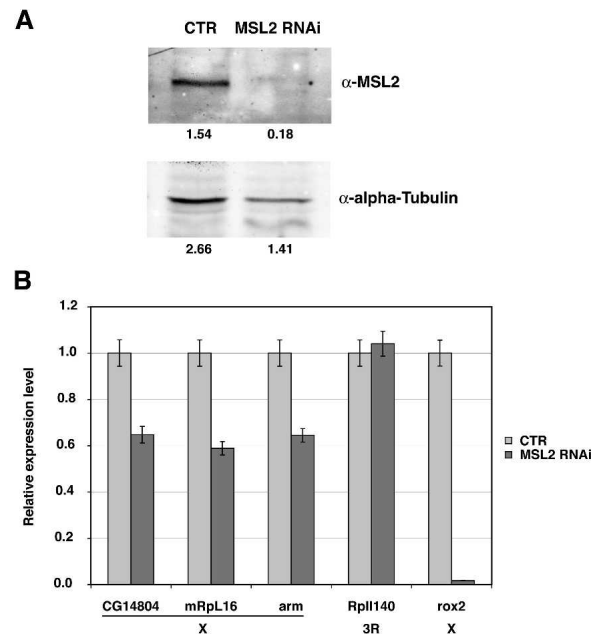 A
CTR MSL2 RNAi
α-MSL2
1.54 0.18
α-alpha-Tubulin
2.66 1.41
B
Relative expression level
1.2
1.0
0.8
0.6
0.4
0.2
0.0
CTR
MSL2 RNAi
CG14804 mRpL16 arm RpII140 rox2
X 3R X